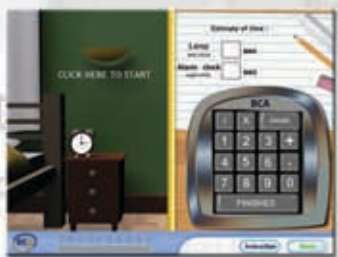 CLICK HERE TO START
Estimate of time :
Lamp
sec
Alarm clock
sec
BCA
X
1 2 3 +
4 5 6 -
7 8 9 0
FINISHED
Instruction